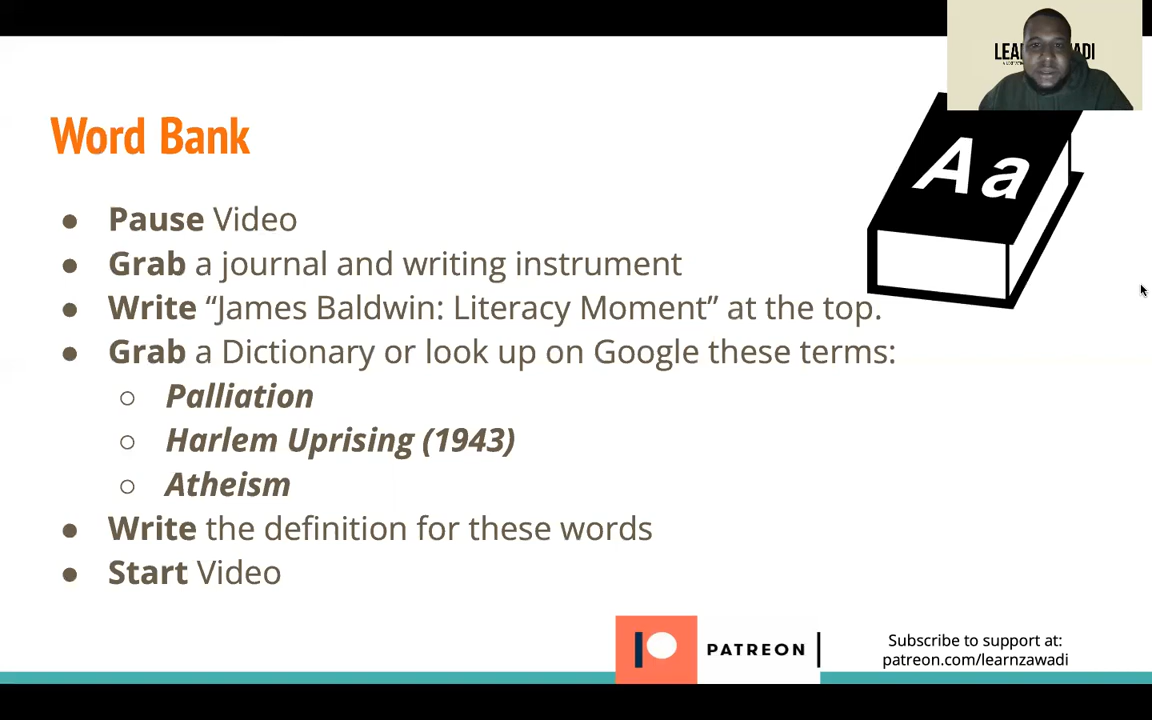 LEA ADI
Word Bank
Aa
● Pause Video
● Grab a journal and writing instrument
● Write “James Baldwin: Literacy Moment” at the top.
● Grab a Dictionary or look up on Google these terms:
○ Palliation
○ Harlem Uprising (1943)
○ Atheism
● Write the definition for these words
● Start Video
PATREON
Subscribe to support at:
patreon.com/learnzawadi